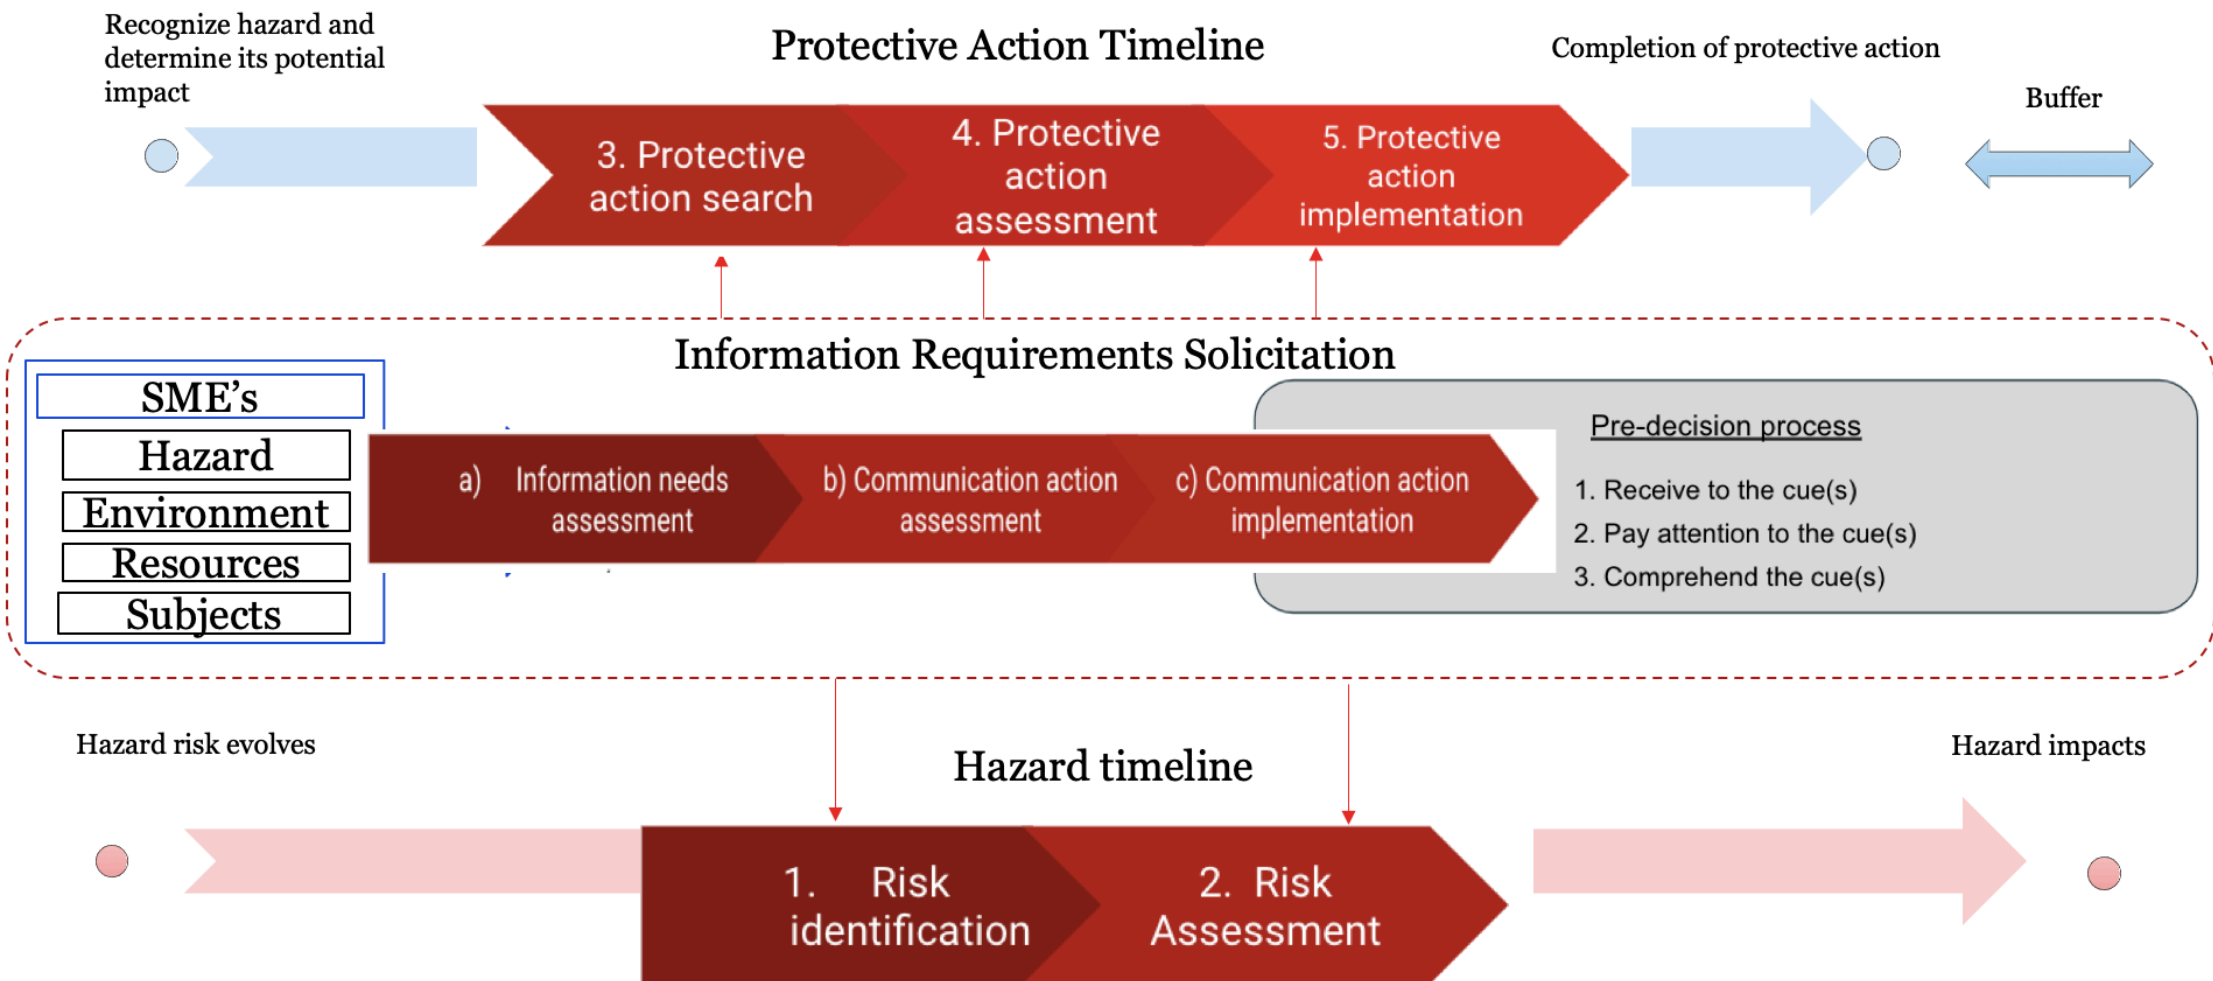 Recognize hazard and
determine its potential
impact
Protective Action Timeline
Completion of protective action
Buffer
3. Protective
action search
4. Protective
action
assessment
5. Protective
action
implementation
Information Requirements Solicitation
SME’s
Hazard
Environment
Resources
Subjects
a) Information needs
assessment
b) Communication action
assessment
c) Communication action
implementation
Pre-decision process
1. Receive to the cue(s)
2. Pay attention to the cue(s)
3. Comprehend the cue(s)
Hazard risk evolves
Hazard timeline
Hazard impacts
1. Risk
identification
2. Risk
Assessment